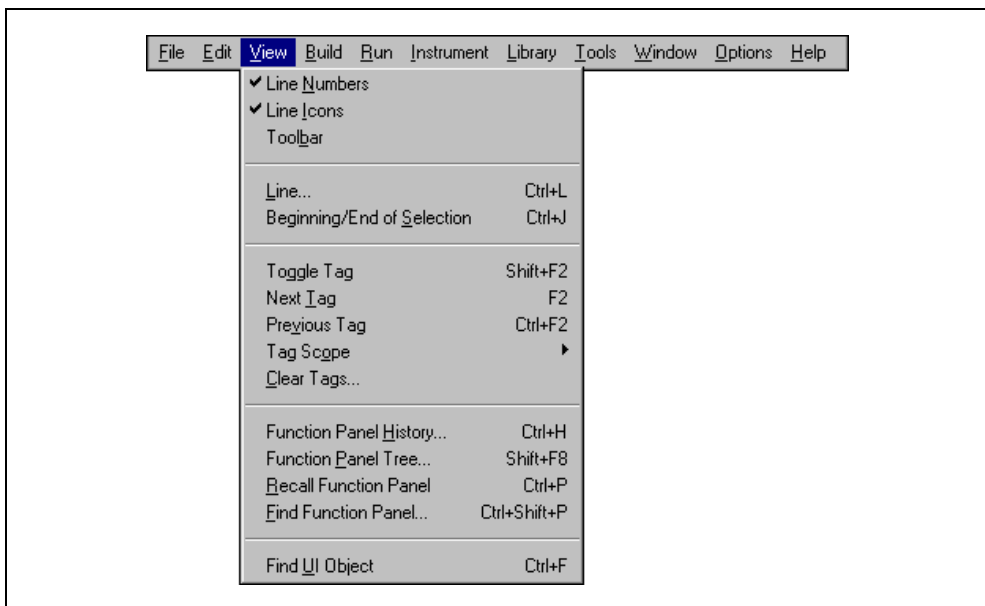 File Edit View Build Run Instrument Library Tools Window Options Help
Line Numbers
Line Icons
Toolbar
Line... Ctrl+L
Beginning/End of Selection Ctrl+J
Toggle Tag Shift+F2
Next Tag F2
Previous Tag Ctrl+F2
Tag Scope
Clear Tags...
Function Panel History... Ctrl+H
Function Panel Tree... Shift+F8
Recall Function Panel Ctrl+P
Find Function Panel... Ctrl+Shift+P
Find UI Object Ctrl+F